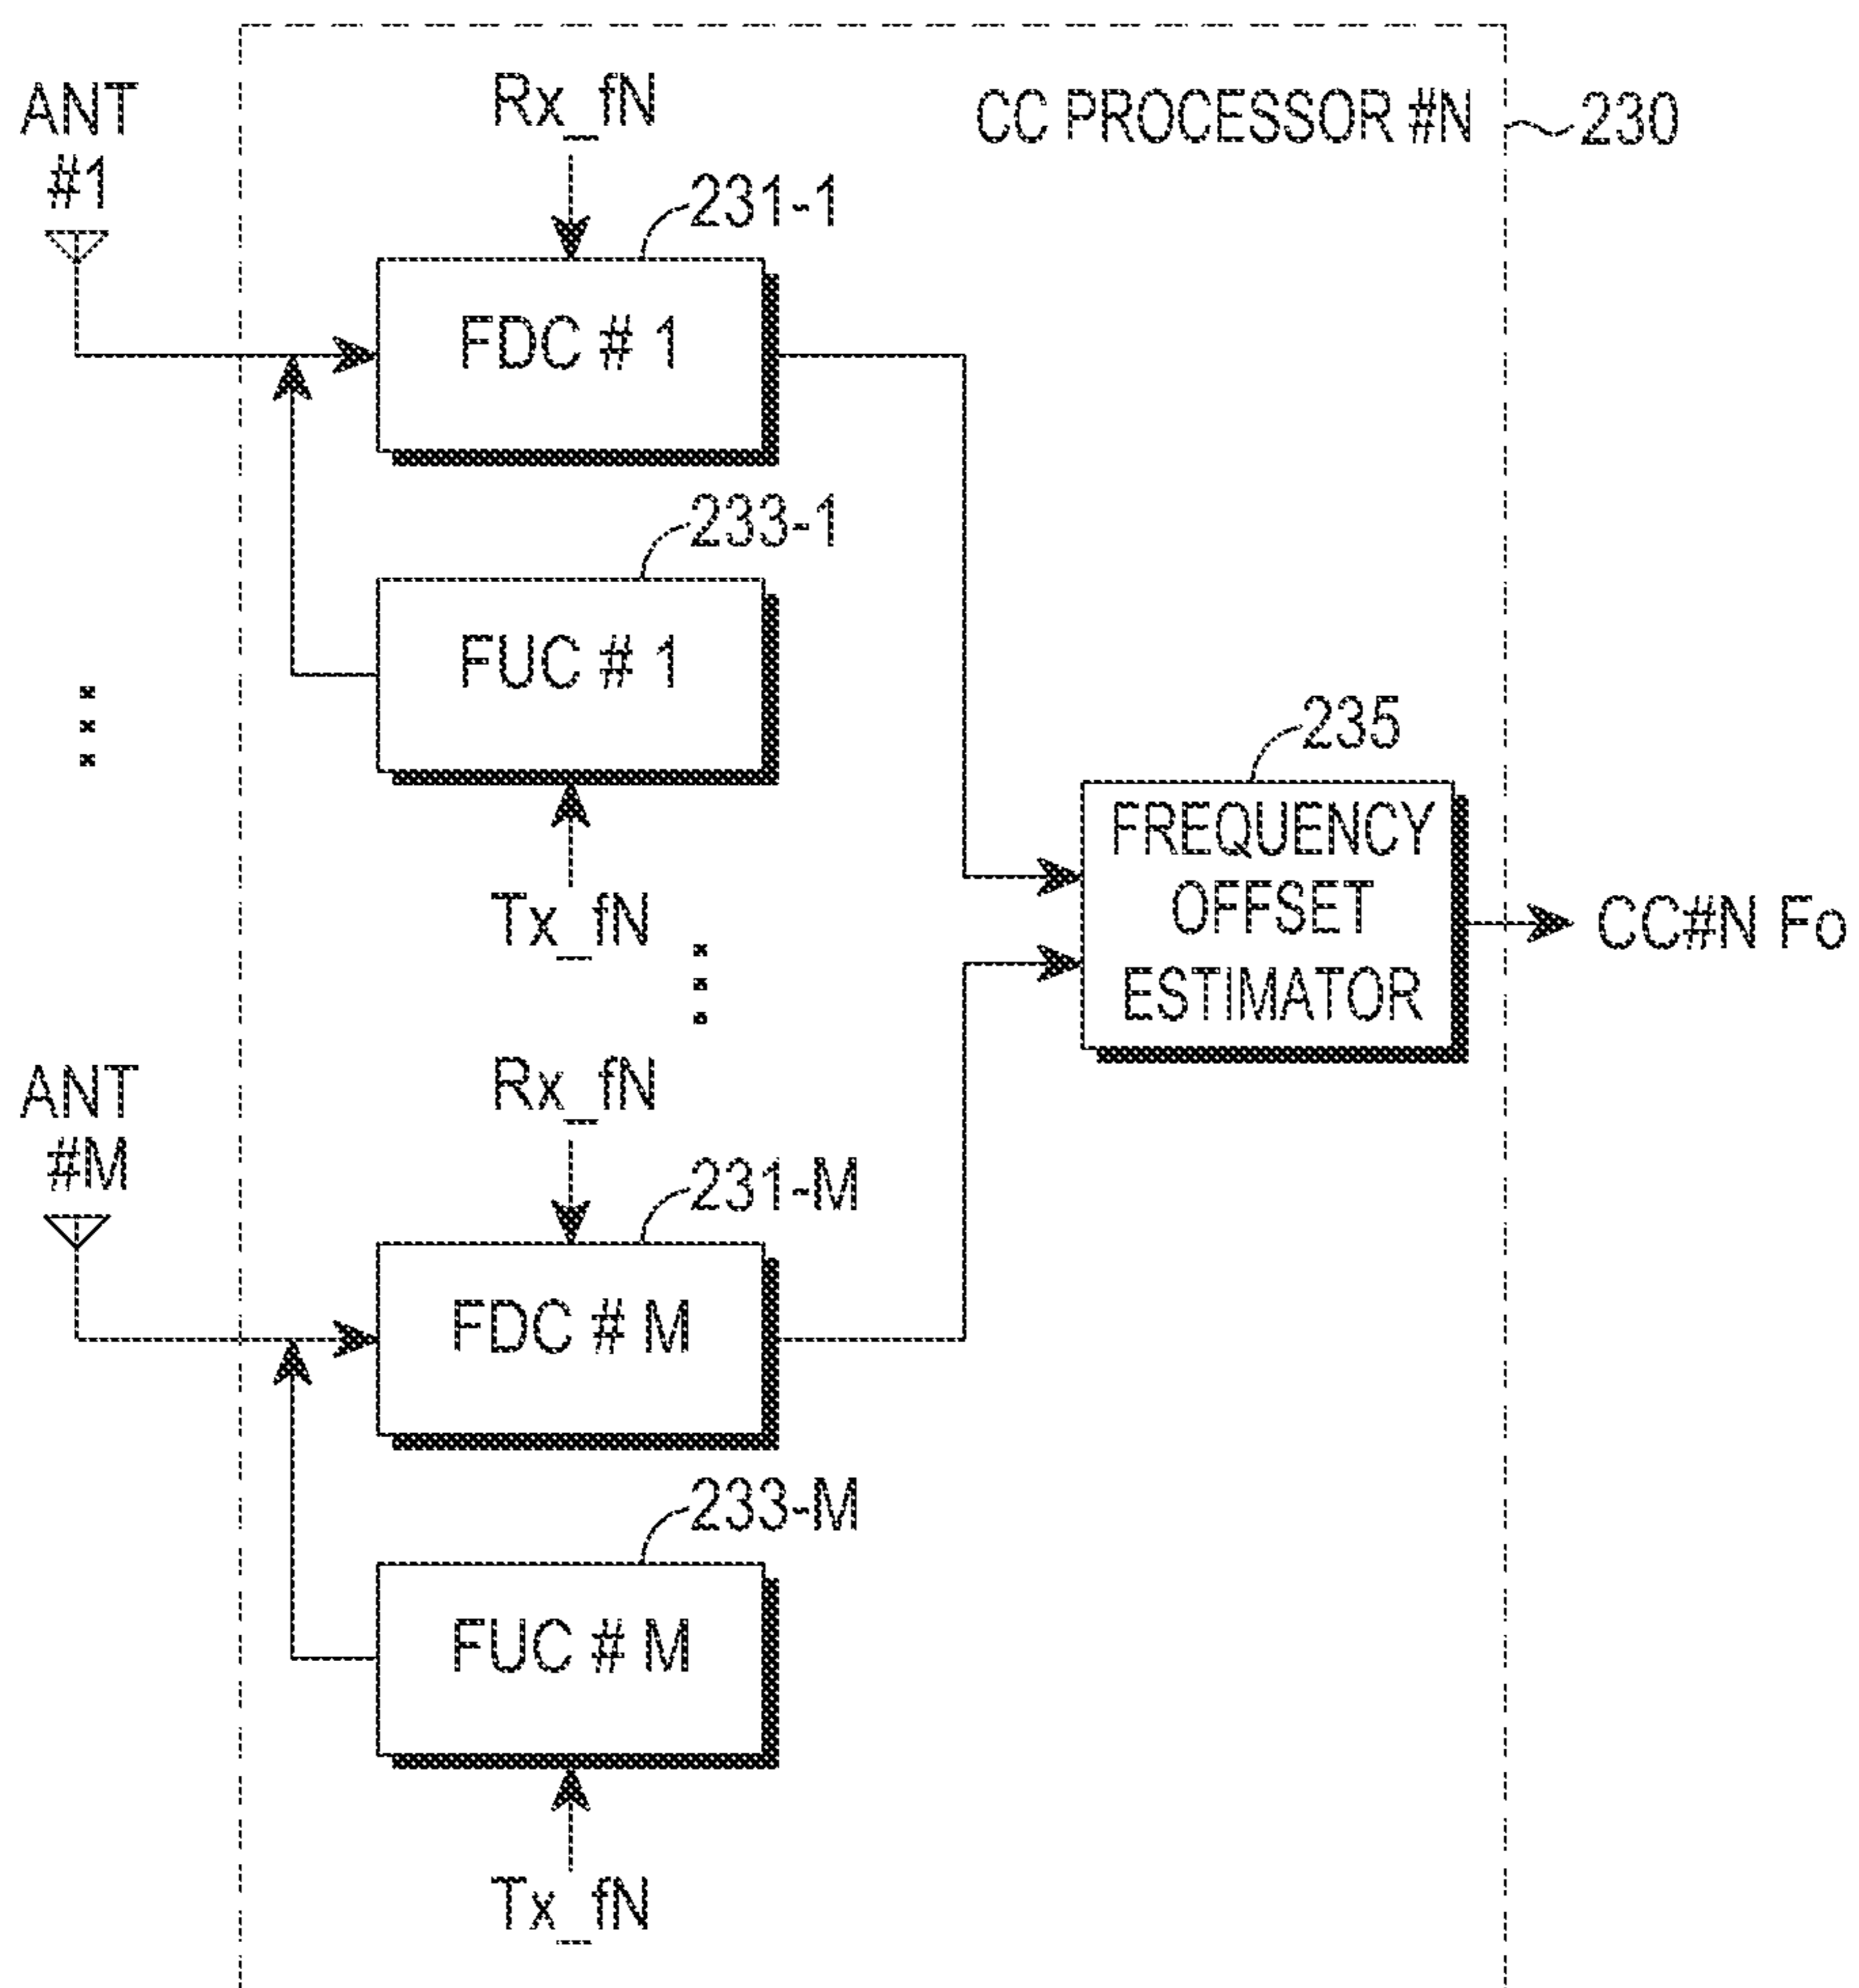 ANT
#1
Rx_fN
CC PROCESSOR #N
230
231-1
FDC # 1
233-1
FUC # 1
Tx_fN
235
FREQUENCY
OFFSET
ESTIMATOR
CC#N Fo
ANT
#M
Rx_fN
231-M
FDC # M
233-M
FUC # M
Tx_fN